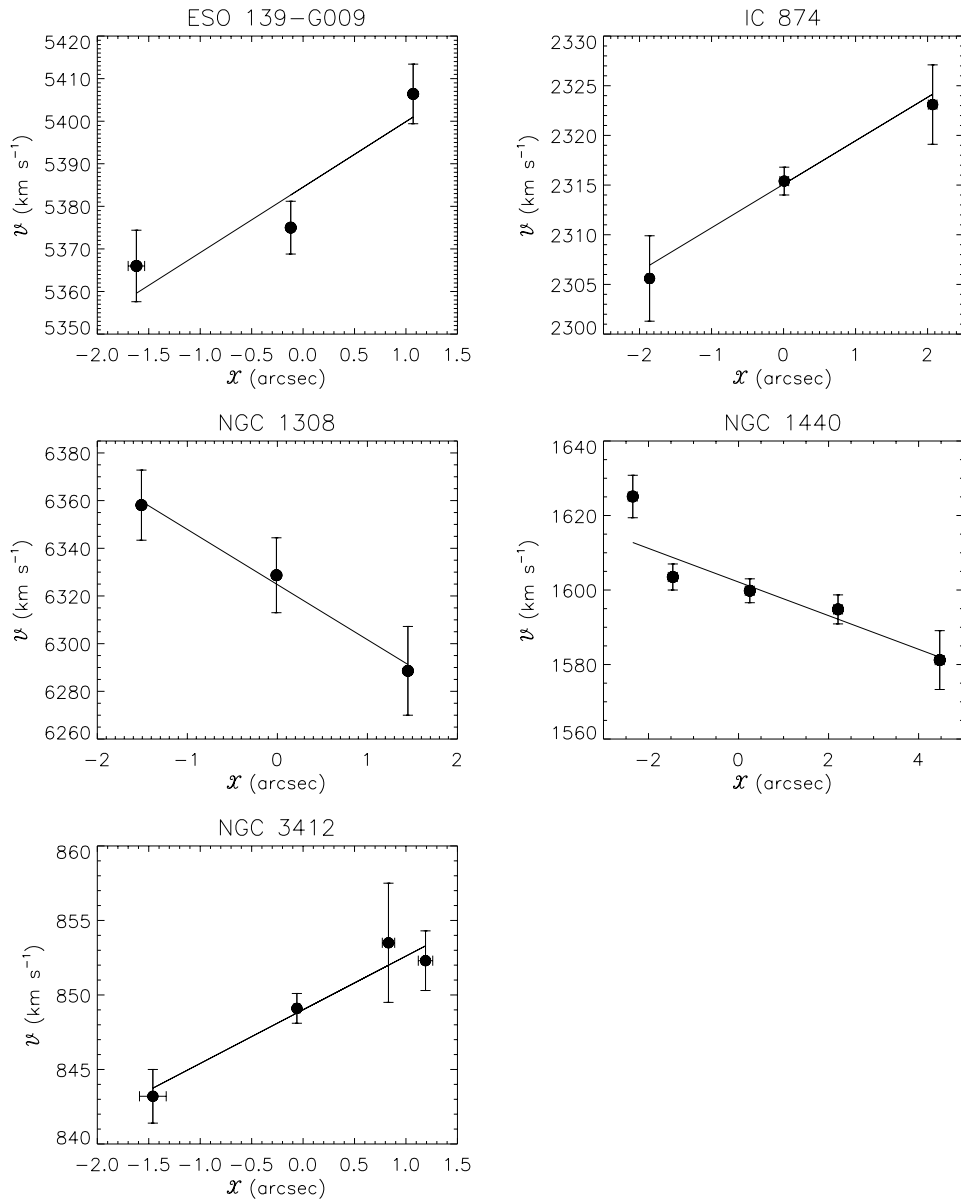 ESO 139−G009
5420
5410
5400
5390
5380
5370
5360
5350
v (km s⁻¹)
−2.0 −1.5 −1.0 −0.5 0.0 0.5 1.0 1.5
x (arcsec)
IC 874
2330
2325
2320
2315
2310
2305
2300
v (km s⁻¹)
−2 −1 0 1 2
x (arcsec)
NGC 1308
6380
6360
6340
6320
6300
6280
6260
v (km s⁻¹)
−2 −1 0 1 2
x (arcsec)
NGC 1440
1640
1620
1600
1580
1560
v (km s⁻¹)
−2 0 2 4
x (arcsec)
NGC 3412
860
855
850
845
840
v (km s⁻¹)
−2.0 −1.5 −1.0 −0.5 0.0 0.5 1.0 1.5
x (arcsec)